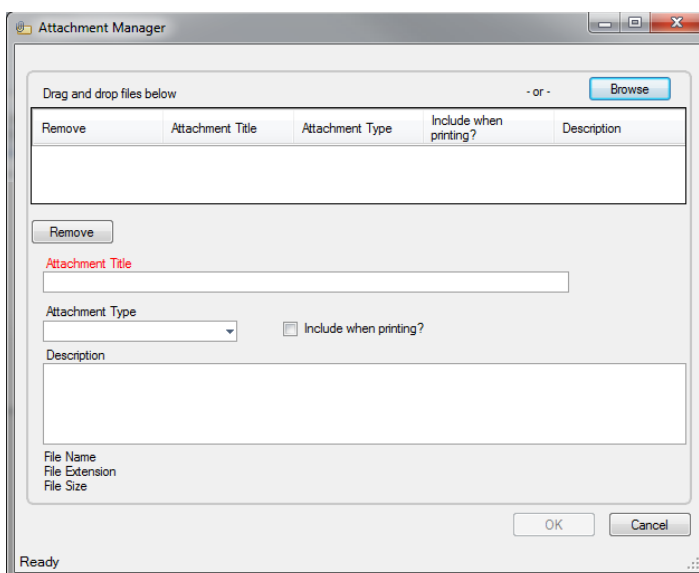 Attachment Manager
Drag and drop files below - or - Browse
Remove Attachment Title Attachment Type Include when printing? Description
Remove
Attachment Title
Attachment Type
Include when printing?
Description
File Name
File Extension
File Size
OK Cancel
Ready